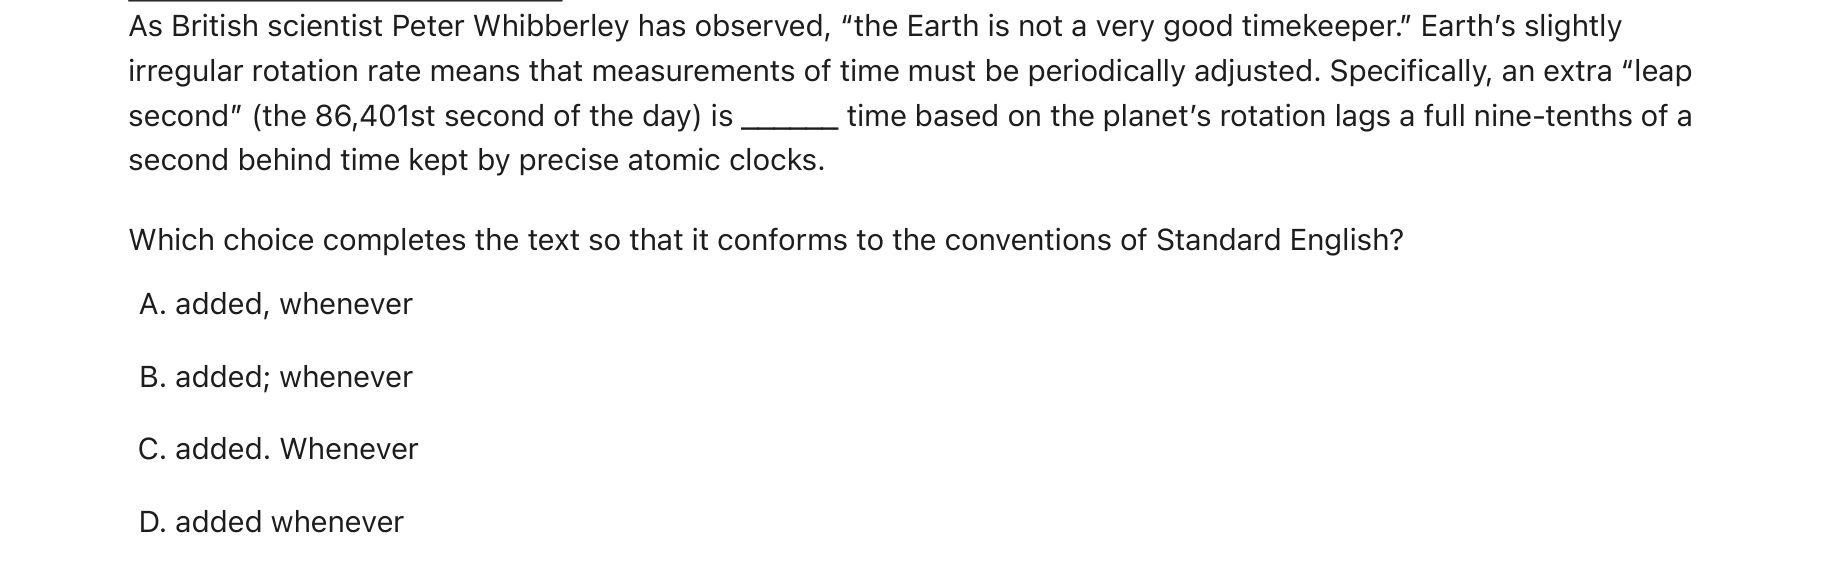 As British scientist Peter Whibberley has observed, “the Earth is not a very good timekeeper.” Earth’s slightly
irregular rotation rate means that measurements of time must be periodically adjusted. Specifically, an extra “leap
second” (the 86,401st second of the day) is ______ time based on the planet’s rotation lags a full nine-tenths of a
second behind time kept by precise atomic clocks.
Which choice completes the text so that it conforms to the conventions of Standard English?
A. added, whenever
B. added; whenever
C. added. Whenever
D. added whenever